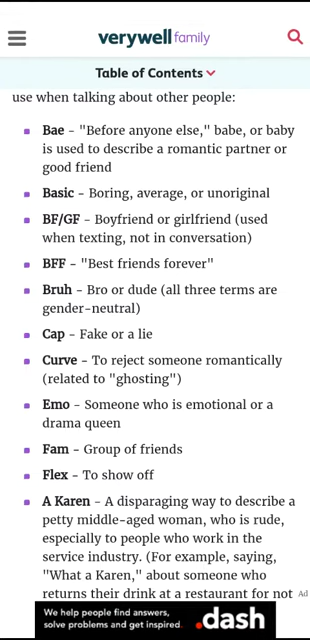 verywell family
Table of Contents
use when talking about other people:
Bae - "Before anyone else," babe, or baby
is used to describe a romantic partner or
good friend
Basic - Boring, average, or unoriginal
BF/GF - Boyfriend or girlfriend (used
when texting, not in conversation)
BFF - "Best friends forever"
Bruh - Bro or dude (all three terms are
gender-neutral)
Cap - Fake or a lie
Curve - To reject someone romantically
(related to "ghosting")
Emo - Someone who is emotional or a
drama queen
Fam - Group of friends
Flex - To show off
A Karen - A disparaging way to describe a
petty middle-aged woman, who is rude,
especially to people who work in the
service industry. (For example, saying,
"What a Karen," about someone who
returns their drink at a restaurant for not
Ad
We help people find answers,
solve problems and get inspired.
.dash